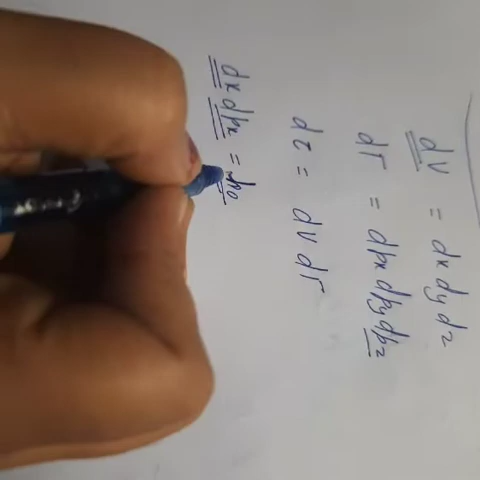 dV = dx dy dz
dΓ = dpx dpy dpz
dτ = dV dΓ
dx dpx =